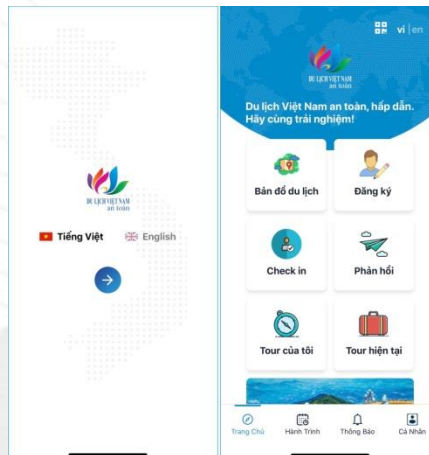 DU LỊCH VIỆT NAM
an toàn
Tiếng Việt
English
vi | en
DU LỊCH VIỆT NAM
an toàn
Du lịch Việt Nam an toàn, hấp dẫn.
Hãy cùng trải nghiệm!
Bản đồ du lịch
Đăng ký
Check in
Phản hồi
Tour của tôi
Tour hiện tại
Trang Chủ
Hành Trình
Thông Báo
Cá Nhân